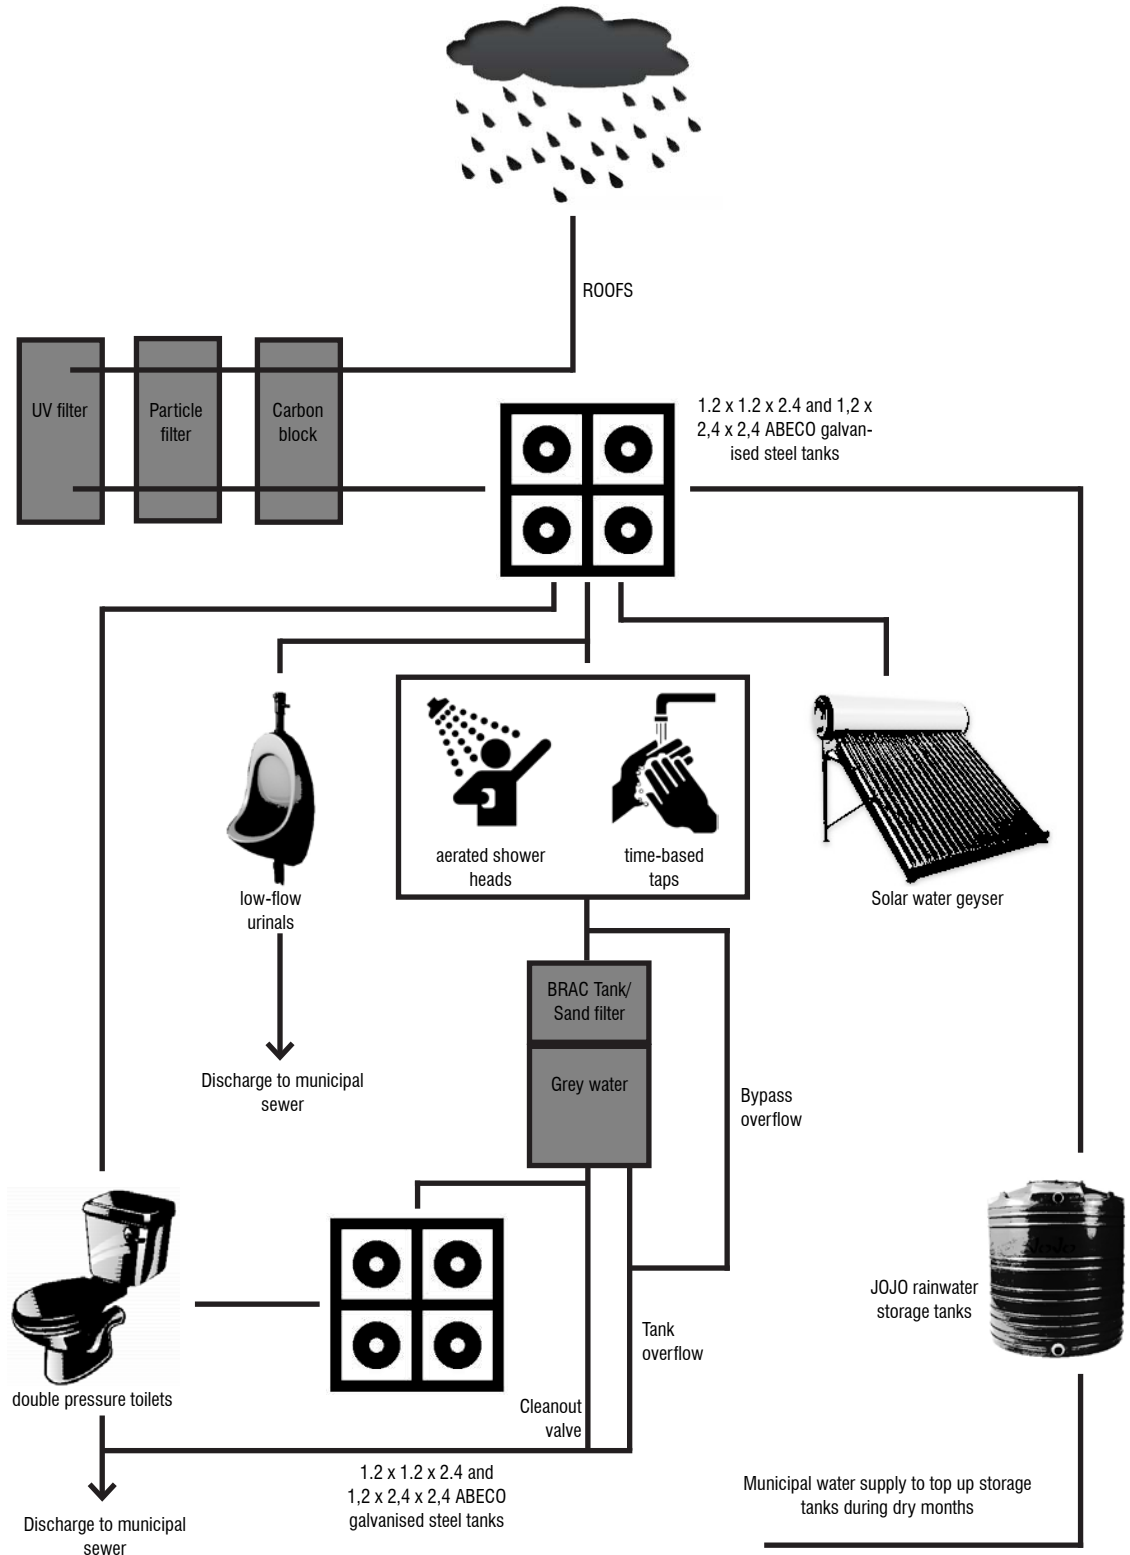 ROOFS
UV filter
Particle
filter
Carbon
block
1.2 x 1.2 x 2.4 and 1,2 x
2,4 x 2,4 ABECO galvan-
ised steel tanks
low-flow
urinals
aerated shower
heads
time-based
taps
Solar water geyser
BRAC Tank/
Sand filter
Grey water
Discharge to municipal
sewer
Bypass
overflow
JoJo
JOJO rainwater
storage tanks
Tank
overflow
double pressure toilets
Cleanout
valve
1.2 x 1.2 x 2.4 and
1,2 x 2,4 x 2,4 ABECO
galvanised steel tanks
Municipal water supply to top up storage
tanks during dry months
Discharge to municipal
sewer